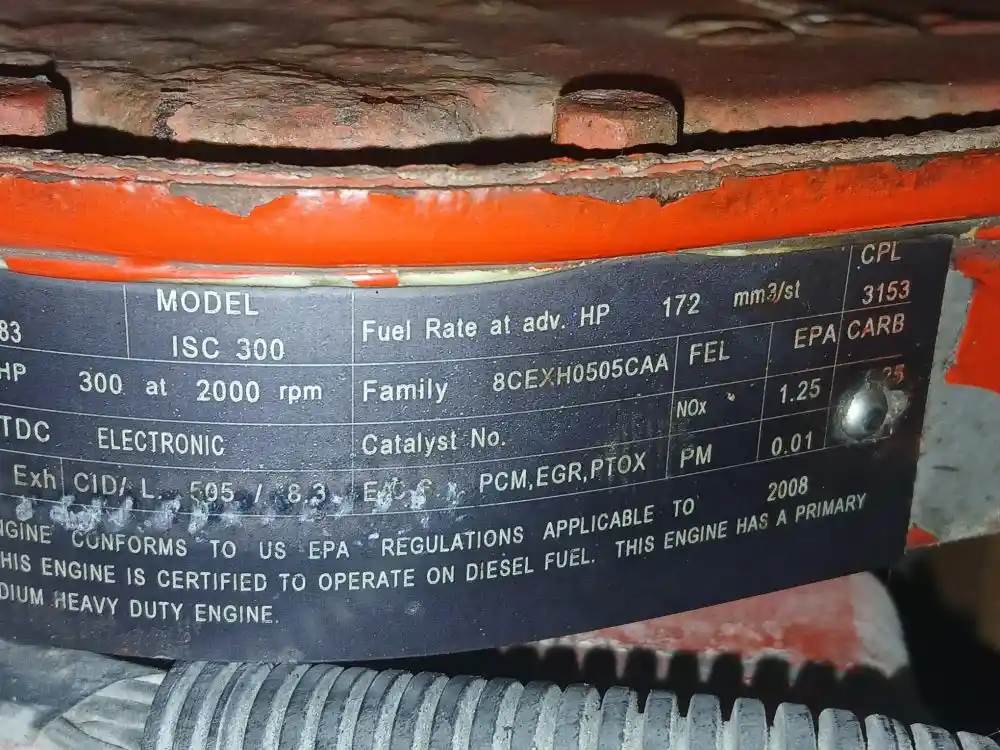 MODEL
83 ISC 300
Fuel Rate at adv. HP 172 mm3/st
CPL
3153
HP 300 at 2000 rpm
Family 8CEXH0505CAA
FEL EPA CARB
NOx 1.25
PM 0.01
TDC ELECTRONIC
Catalyst No.
Exh CID/ L. 505 / 8.3
E.C.S. PCM,EGR,PTOX
ENGINE CONFORMS TO US EPA REGULATIONS APPLICABLE TO 2008
HIS ENGINE IS CERTIFIED TO OPERATE ON DIESEL FUEL. THIS ENGINE HAS A PRIMARY
DIUM HEAVY DUTY ENGINE.